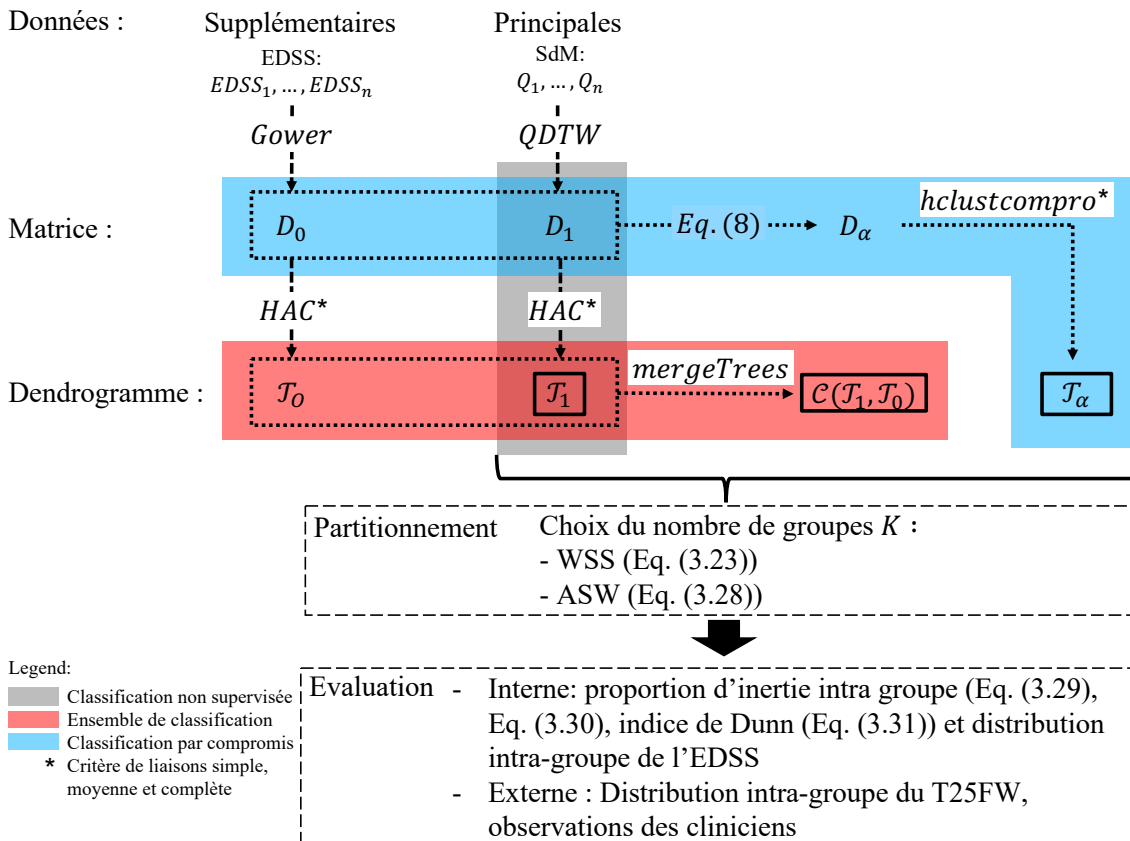 Données : Supplémentaires Principales
EDSS: SdM:
EDSS₁, … , EDSSₙ Q₁, … , Qₙ
Gower QDTW
hclustcompro*
Matrice : D₀ D₁ Eq. (8) Dα
HAC* HAC*
mergeTrees
Dendrogramme : 𝒯_O 𝒯₁ 𝒞(𝒯₁, 𝒯₀) 𝒯α
Partitionnement Choix du nombre de groupes K :
- WSS (Eq. (3.23))
- ASW (Eq. (3.28))
Legend:
Classification non supervisée
Ensemble de classification
Classification par compromis
* Critère de liaisons simple,
moyenne et complète
Evaluation - Interne: proportion d’inertie intra groupe (Eq. (3.29),
Eq. (3.30), indice de Dunn (Eq. (3.31)) et distribution
intra-groupe de l’EDSS
- Externe : Distribution intra-groupe du T25FW,
observations des cliniciens